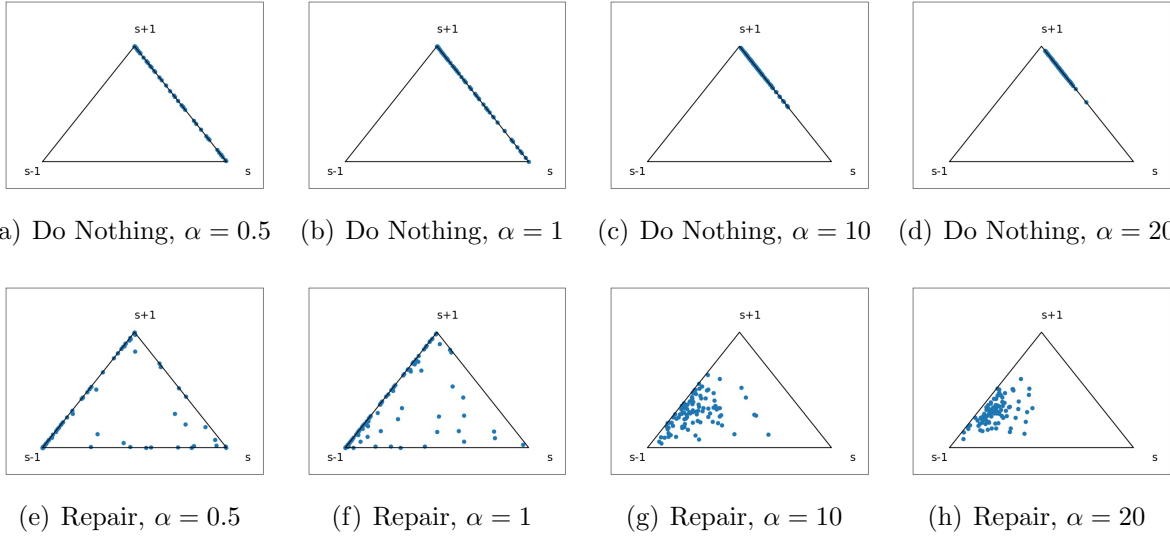 s+1 s+1 s+1 s+1
s-1 s s-1 s s-1 s s-1 s
a) Do Nothing, α = 0.5 (b) Do Nothing, α = 1 (c) Do Nothing, α = 10 (d) Do Nothing, α = 20
s+1 s+1 s+1 s+1
s-1 s s-1 s s-1 s s-1 s
(e) Repair, α = 0.5 (f) Repair, α = 1 (g) Repair, α = 10 (h) Repair, α = 20